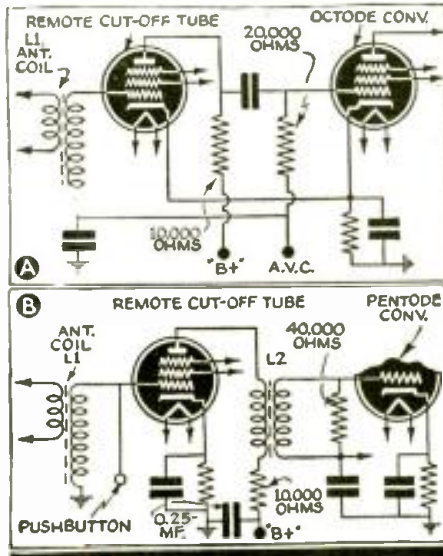 A
REMOTE CUT-OFF TUBE
L1,
ANT.
COIL
20,000
OHMS
OCTODE CONV.
10,000
OHMS
"B+"
A.V.C.
B
REMOTE CUT-OFF TUBE
PENTODE
CONV.
ANT.
COIL
L1
L2
40,000
OHMS
PUSHBUTTON
0.25-
MF.
10,000
OHMS
"B+"